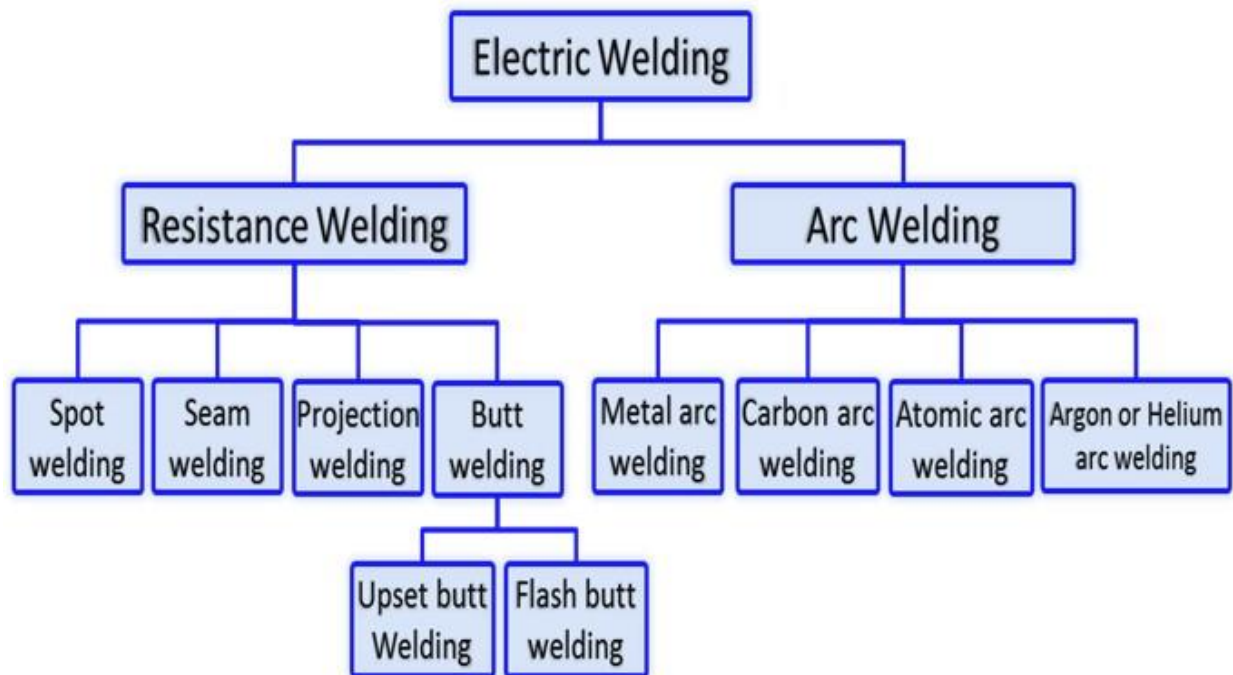 Electric Welding
Resistance Welding
Arc Welding
Spot
welding
Seam
welding
Projection
welding
Butt
welding
Metal arc
welding
Carbon arc
welding
Atomic arc
welding
Argon or Helium
arc welding
Upset butt
Welding
Flash butt
welding